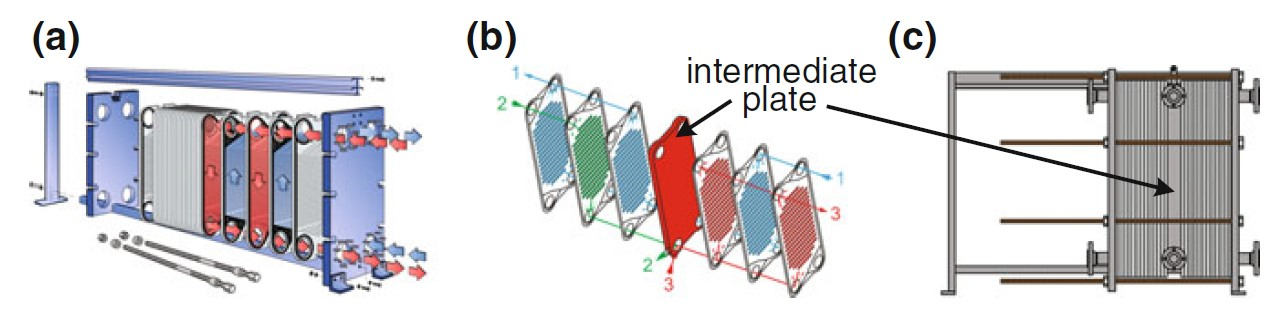 (a)
(b)
(c)
intermediate
plate
1
2
2
3
1
3